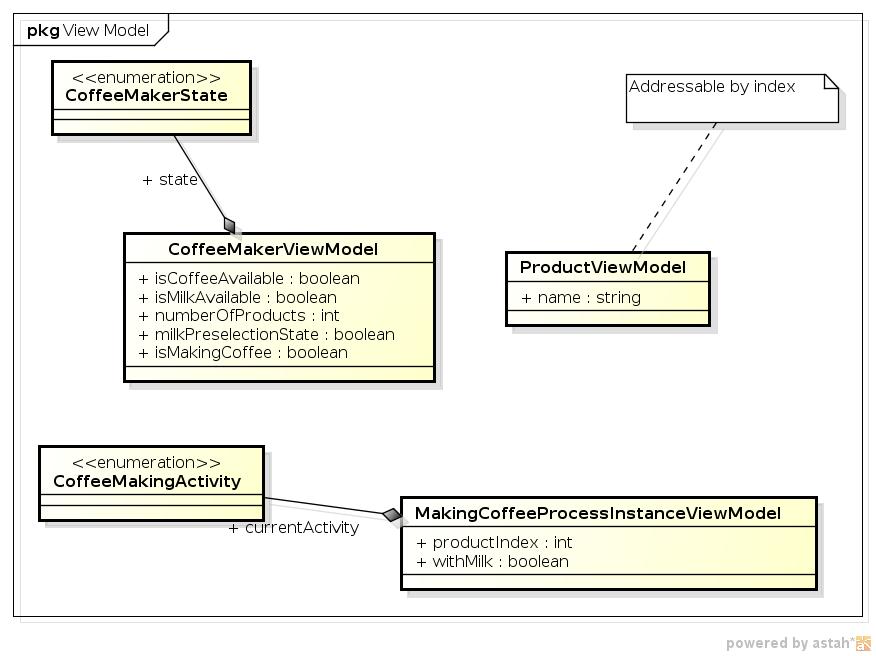 pkg View Model
<<enumeration>>
CoffeeMakerState
Addressable by index
+ state
CoffeeMakerViewModel
+ isCoffeeAvailable : boolean
+ isMilkAvailable : boolean
+ numberOfProducts : int
+ milkPreselectionState : boolean
+ isMakingCoffee : boolean
ProductViewModel
+ name : string
<<enumeration>>
CoffeeMakingActivity
+ currentActivity
MakingCoffeeProcessInstanceViewModel
+ productIndex : int
+ withMilk : boolean
powered by astah*